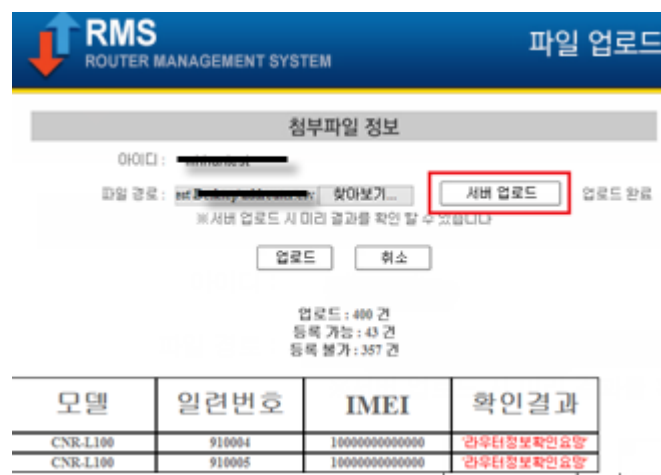 RMS
ROUTER MANAGEMENT SYSTEM
파일 업로드
첨부파일 정보
아이디 :
파일 경로 : 찾아보기... 서버 업로드 업로드 완료
※서버 업로드 시 미리 결과를 확인 할 수 있습니다
업로드 취소
업로드 : 400 건
등록 가능 : 43 건
등록 불가 : 357 건
모델 일련번호 IMEI 확인결과
CNR-L100 910004 10000000000000 '라우터정보확인요망'
CNR-L100 910005 10000000000000 '라우터정보확인요망'